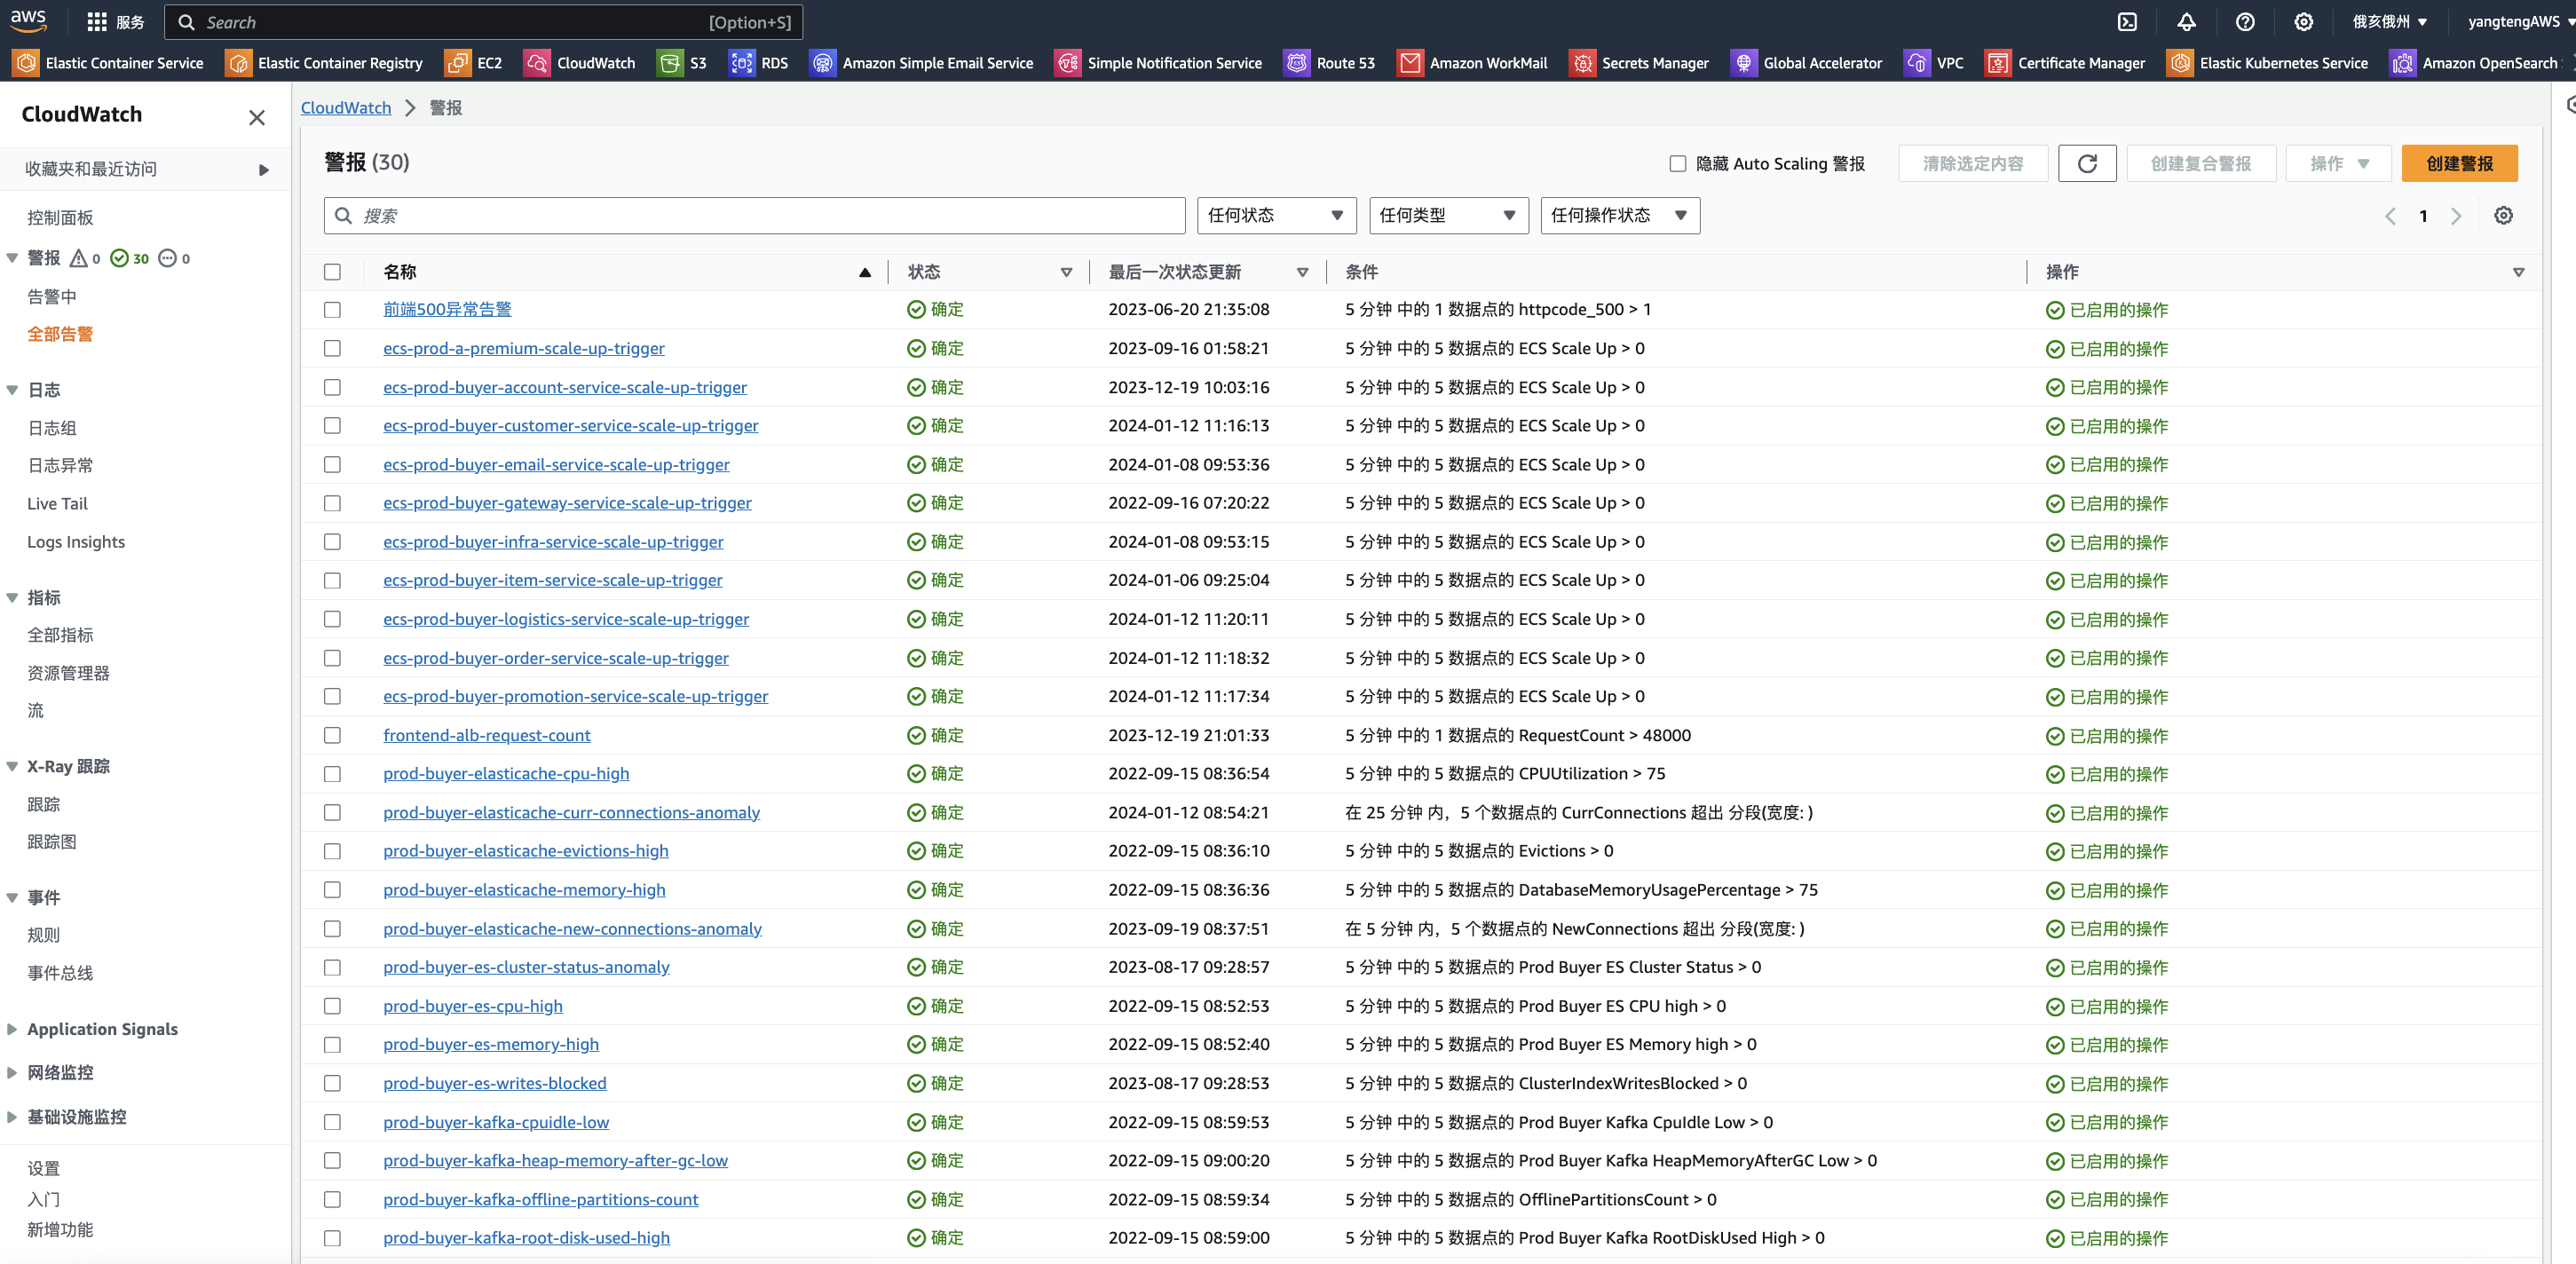 aws 服务 Search [Option+S] 俄亥俄州 yangtengAWS
Elastic Container Service Elastic Container Registry EC2 CloudWatch S3 RDS Amazon Simple Email Service Simple Notification Service Route 53 Amazon WorkMail Secrets Manager Global Accelerator VPC Certificate Manager Elastic Kubernetes Service Amazon OpenSearch
CloudWatch
收藏夹和最近访问
控制面板
警报 0 30 0
告警中
全部告警
日志
日志组
日志异常
Live Tail
Logs Insights
指标
全部指标
资源管理器
流
X-Ray 跟踪
跟踪
跟踪图
事件
规则
事件总线
Application Signals
网络监控
基础设施监控
设置
入门
新增功能
CloudWatch 警报
警报 (30) 隐藏 Auto Scaling 警报 清除选定内容 创建复合警报 操作 创建警报
搜索 任何状态 任何类型 任何操作状态 1
名称 状态 最后一次状态更新 条件 操作
前端500异常告警 确定 2023-06-20 21:35:08 5 分钟 中的 1 数据点的 httpcode_500 > 1 已启用的操作
ecs-prod-a-premium-scale-up-trigger 确定 2023-09-16 01:58:21 5 分钟 中的 5 数据点的 ECS Scale Up > 0 已启用的操作
ecs-prod-buyer-account-service-scale-up-trigger 确定 2023-12-19 10:03:16 5 分钟 中的 5 数据点的 ECS Scale Up > 0 已启用的操作
ecs-prod-buyer-customer-service-scale-up-trigger 确定 2024-01-12 11:16:13 5 分钟 中的 5 数据点的 ECS Scale Up > 0 已启用的操作
ecs-prod-buyer-email-service-scale-up-trigger 确定 2024-01-08 09:53:36 5 分钟 中的 5 数据点的 ECS Scale Up > 0 已启用的操作
ecs-prod-buyer-gateway-service-scale-up-trigger 确定 2022-09-16 07:20:22 5 分钟 中的 5 数据点的 ECS Scale Up > 0 已启用的操作
ecs-prod-buyer-infra-service-scale-up-trigger 确定 2024-01-08 09:53:15 5 分钟 中的 5 数据点的 ECS Scale Up > 0 已启用的操作
ecs-prod-buyer-item-service-scale-up-trigger 确定 2024-01-06 09:25:04 5 分钟 中的 5 数据点的 ECS Scale Up > 0 已启用的操作
ecs-prod-buyer-logistics-service-scale-up-trigger 确定 2024-01-12 11:20:11 5 分钟 中的 5 数据点的 ECS Scale Up > 0 已启用的操作
ecs-prod-buyer-order-service-scale-up-trigger 确定 2024-01-12 11:18:32 5 分钟 中的 5 数据点的 ECS Scale Up > 0 已启用的操作
ecs-prod-buyer-promotion-service-scale-up-trigger 确定 2024-01-12 11:17:34 5 分钟 中的 5 数据点的 ECS Scale Up > 0 已启用的操作
frontend-alb-request-count 确定 2023-12-19 21:01:33 5 分钟 中的 1 数据点的 RequestCount > 48000 已启用的操作
prod-buyer-elasticache-cpu-high 确定 2022-09-15 08:36:54 5 分钟 中的 5 数据点的 CPUUtilization > 75 已启用的操作
prod-buyer-elasticache-curr-connections-anomaly 确定 2024-01-12 08:54:21 在 25 分钟 内，5 个数据点的 CurrConnections 超出 分段(宽度: ) 已启用的操作
prod-buyer-elasticache-evictions-high 确定 2022-09-15 08:36:10 5 分钟 中的 5 数据点的 Evictions > 0 已启用的操作
prod-buyer-elasticache-memory-high 确定 2022-09-15 08:36:36 5 分钟 中的 5 数据点的 DatabaseMemoryUsagePercentage > 75 已启用的操作
prod-buyer-elasticache-new-connections-anomaly 确定 2023-09-19 08:37:51 在 5 分钟 内，5 个数据点的 NewConnections 超出 分段(宽度: ) 已启用的操作
prod-buyer-es-cluster-status-anomaly 确定 2023-08-17 09:28:57 5 分钟 中的 5 数据点的 Prod Buyer ES Cluster Status > 0 已启用的操作
prod-buyer-es-cpu-high 确定 2022-09-15 08:52:53 5 分钟 中的 5 数据点的 Prod Buyer ES CPU high > 0 已启用的操作
prod-buyer-es-memory-high 确定 2022-09-15 08:52:40 5 分钟 中的 5 数据点的 Prod Buyer ES Memory high > 0 已启用的操作
prod-buyer-es-writes-blocked 确定 2023-08-17 09:28:53 5 分钟 中的 5 数据点的 ClusterIndexWritesBlocked > 0 已启用的操作
prod-buyer-kafka-cpuidle-low 确定 2022-09-15 08:59:53 5 分钟 中的 5 数据点的 Prod Buyer Kafka CpuIdle Low > 0 已启用的操作
prod-buyer-kafka-heap-memory-after-gc-low 确定 2022-09-15 09:00:20 5 分钟 中的 5 数据点的 Prod Buyer Kafka HeapMemoryAfterGC Low > 0 已启用的操作
prod-buyer-kafka-offline-partitions-count 确定 2022-09-15 08:59:34 5 分钟 中的 5 数据点的 OfflinePartitionsCount > 0 已启用的操作
prod-buyer-kafka-root-disk-used-high 确定 2022-09-15 08:59:00 5 分钟 中的 5 数据点的 Prod Buyer Kafka RootDiskUsed High > 0 已启用的操作